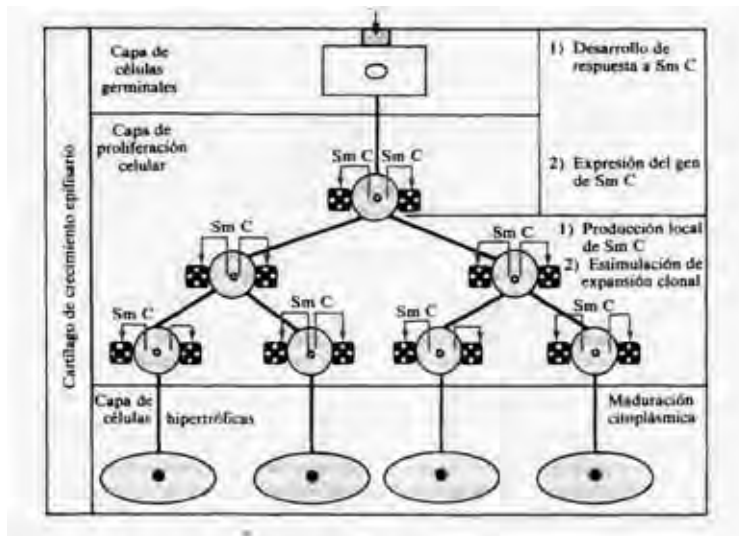 Cartílago de crecimiento epifisario
Capa de
células
germinales
1) Desarrollo de
respuesta a Sm C
Capa de
proliferación
celular
Sm C Sm C
2) Expresión del gen
de Sm C
Sm C
Sm C
1) Producción local
de Sm C
2) Estimulación de
expansión clonal
Sm C
Sm C
Sm C
Sm C
Capa de
células hipertróficas
Maduración
citoplásmica